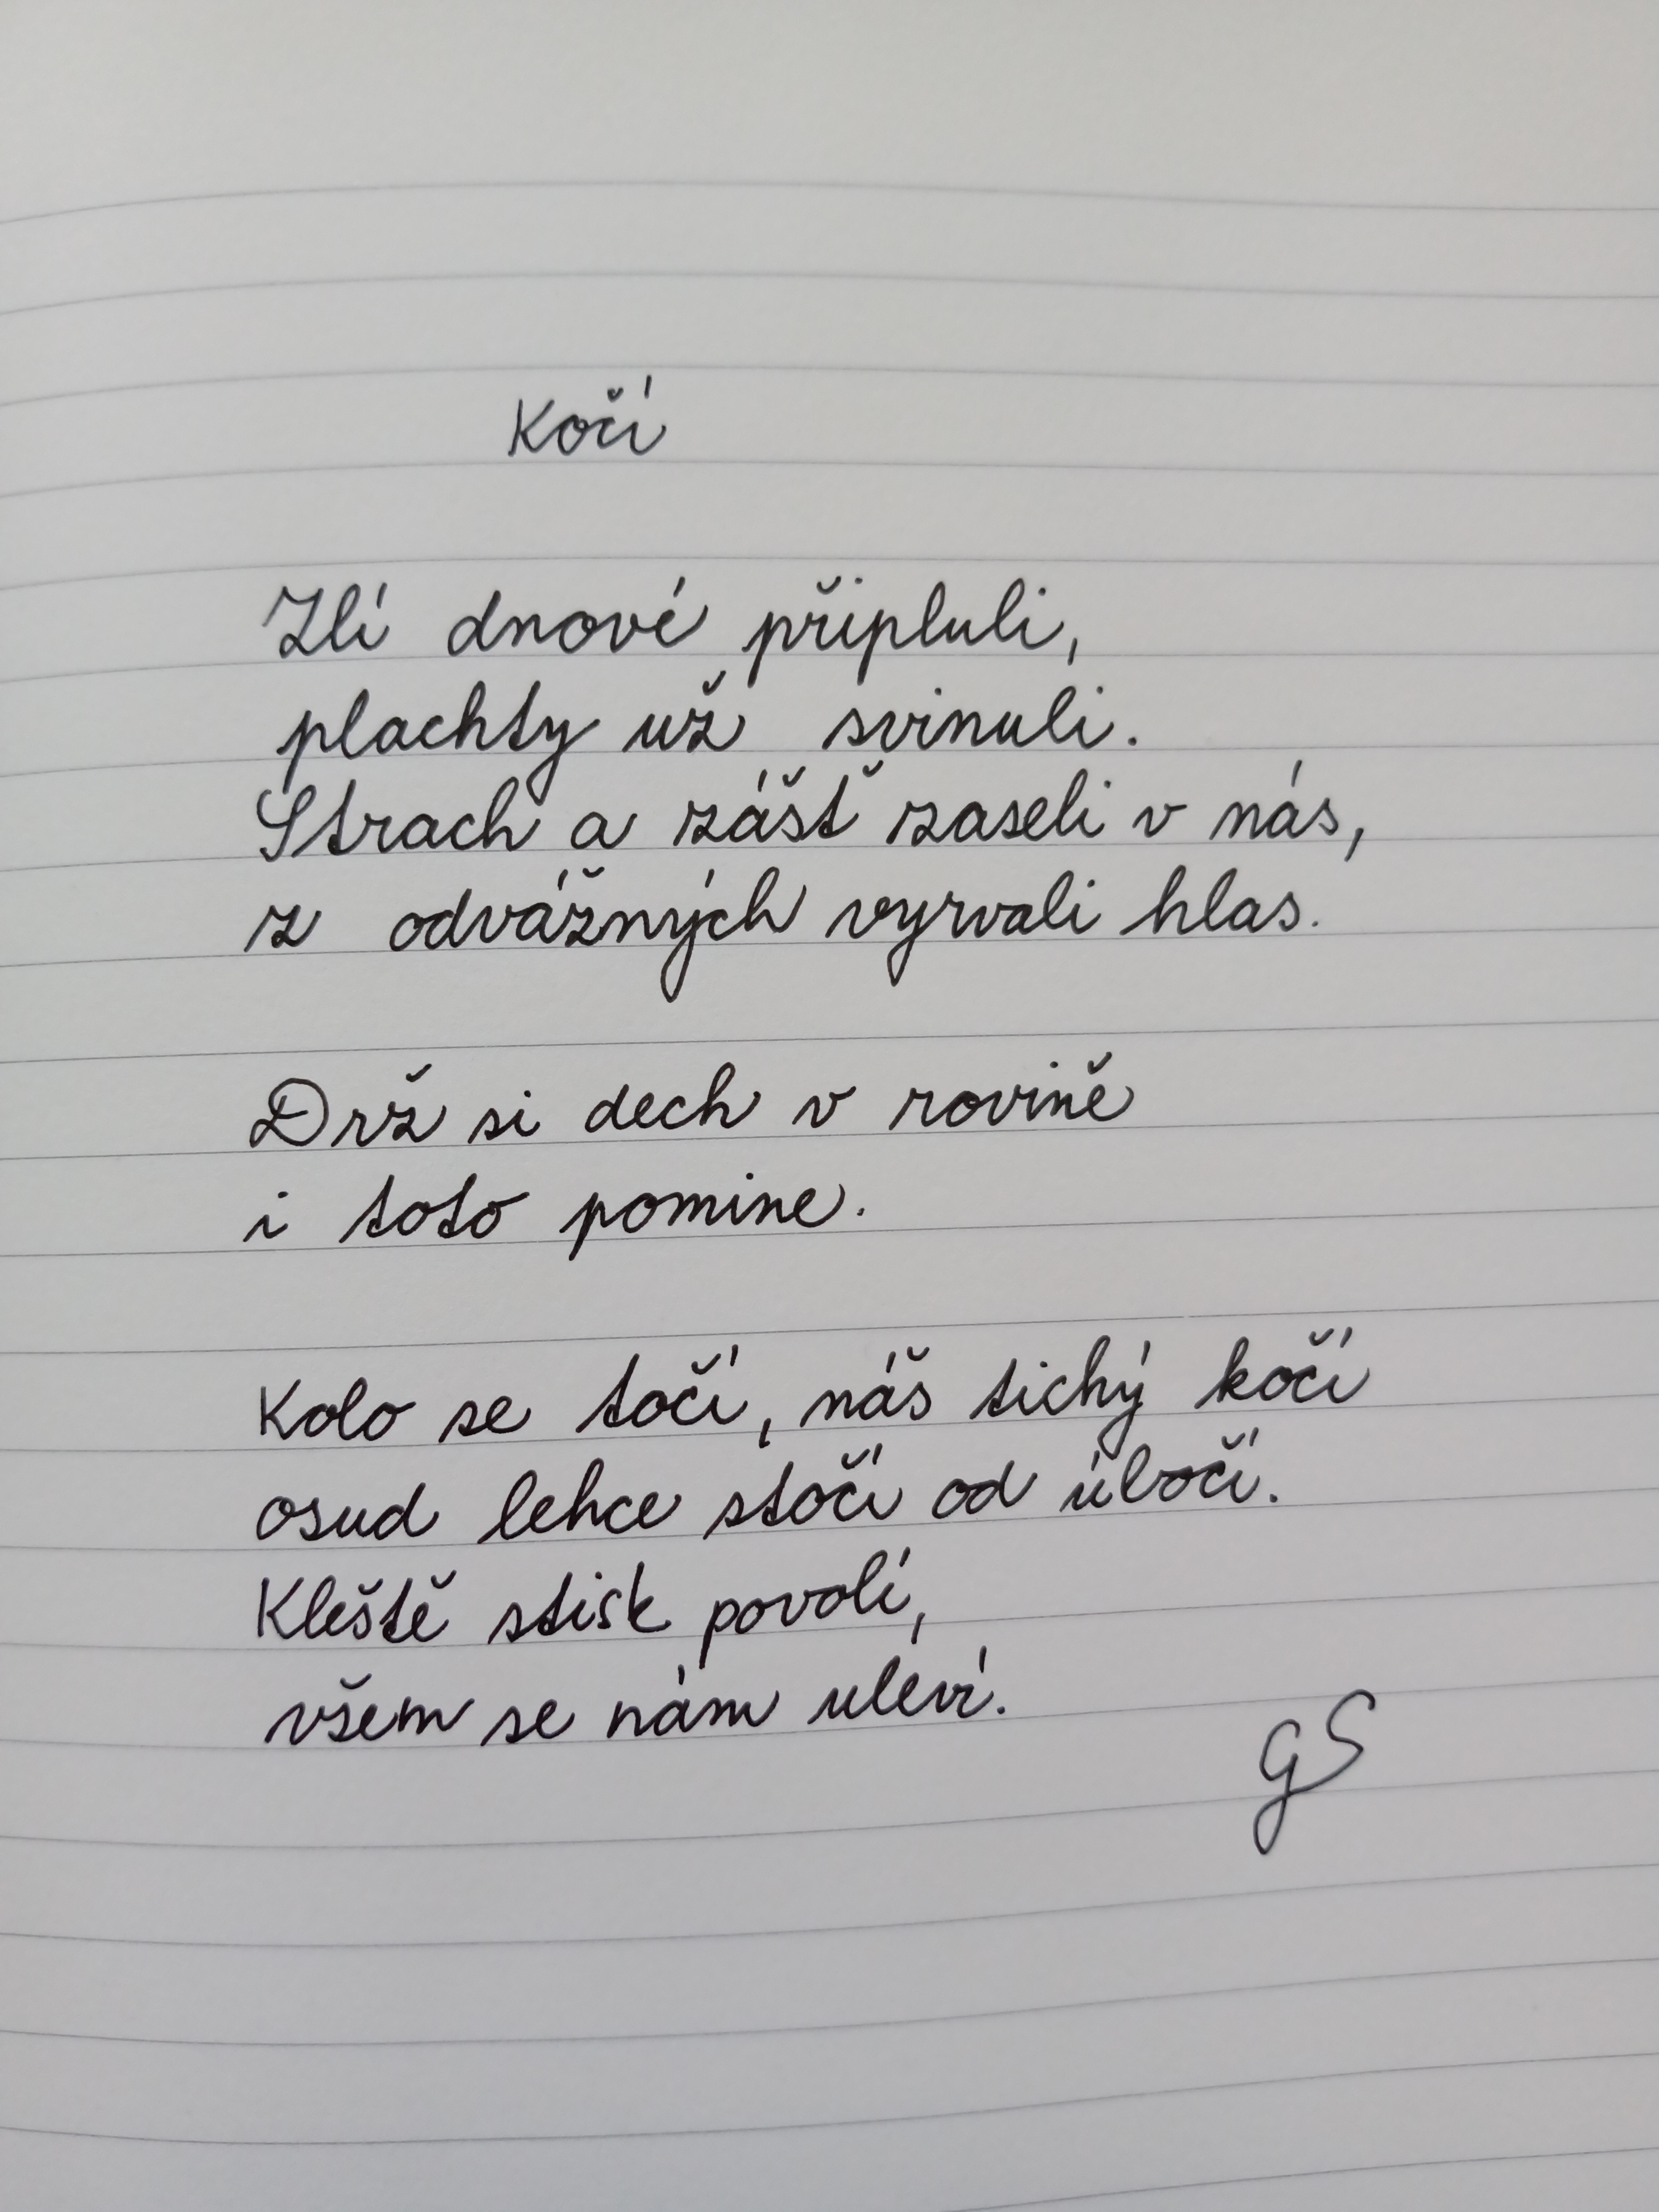 Kočí
Zlí dnové připluli,
plachty už svinuli.
Strach a zášť zaseli v nás,
z odvážných vyrvali hlas.
Drž si dech v rovině
i toto pomine.
Kolo se točí, náš tichý kočí
osud lehce stočí od úbočí.
Kleště stisk povolí,
všem se nám uleví.
GS